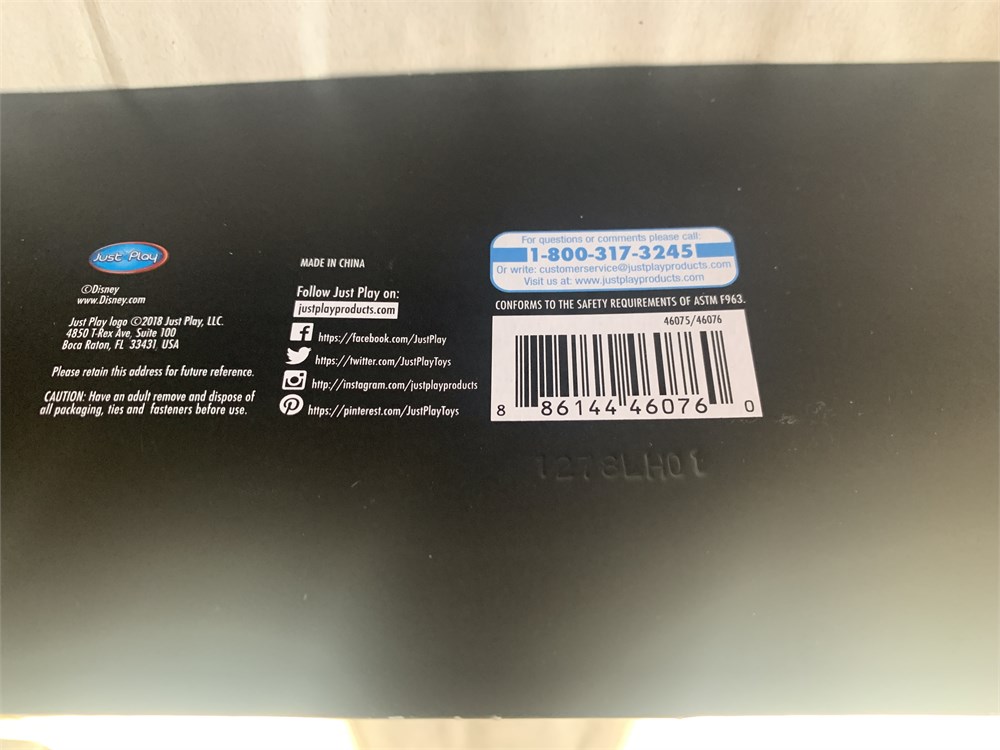 Just Play
©Disney
www.Disney.com
Just Play logo ©2018 Just Play, LLC.
4850 T-Rex Ave, Suite 100
Boca Raton, FL 33431 USA
Please retain this address for future reference.
CAUTION: Have an adult remove and dispose of
all packaging, ties and fasteners before use.
MADE IN CHINA
Follow Just Play on:
justplayproducts.com
https://facebook.com/JustPlay
https://twitter.com/JustPlayToys
http://instagram.com/justplayproducts
https://pinterest.com/JustPlayToys
For questions or comments please call:
1-800-317-3245
Or write: customerservice@justplayproducts.com
Visit us at: www.justplayproducts.com
CONFORMS TO THE SAFETY REQUIREMENTS OF ASTM F963.
46075/46076
8 86144 46076 0
1278LH01